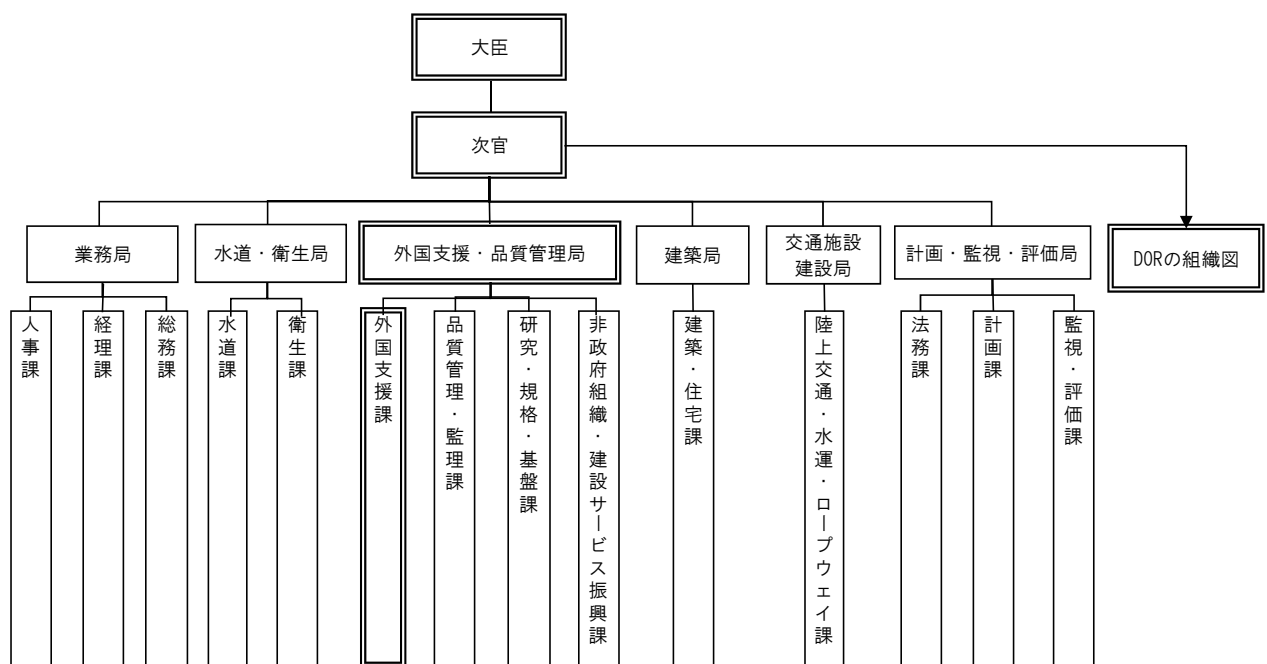 大臣
次官
業務局
水道・衛生局
外国支援・品質管理局
建築局
交通施設
建設局
計画・監視・評価局
DORの組織図
人事課
経理課
総務課
水道課
衛生課
外国支援課
品質管理・監理課
研究・規格・基盤課
非政府組織・建設サービス振興課
建築・住宅課
陸上交通・水運・ロープウェイ課
法務課
計画課
監視・評価課